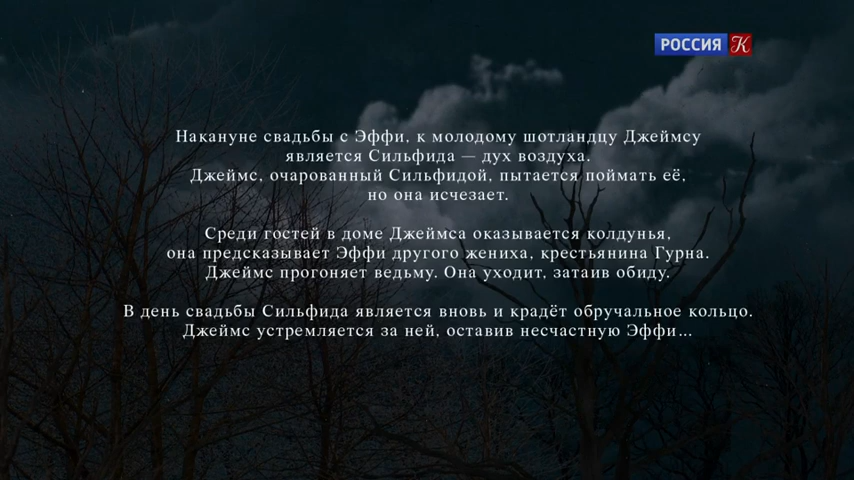 РОССИЯ К
Накануне свадьбы с Эффи, к молодому шотландцу Джеймсу
является Сильфида — дух воздуха.
Джеймс, очарованный Сильфидой, пытается поймать её,
но она исчезает.
Среди гостей в доме Джеймса оказывается колдунья,
она предсказывает Эффи другого жениха, крестьянина Гурна.
Джеймс прогоняет ведьму. Она уходит, затаив обиду.
В день свадьбы Сильфида является вновь и крадёт обручальное кольцо.
Джеймс устремляется за ней, оставив несчастную Эффи...